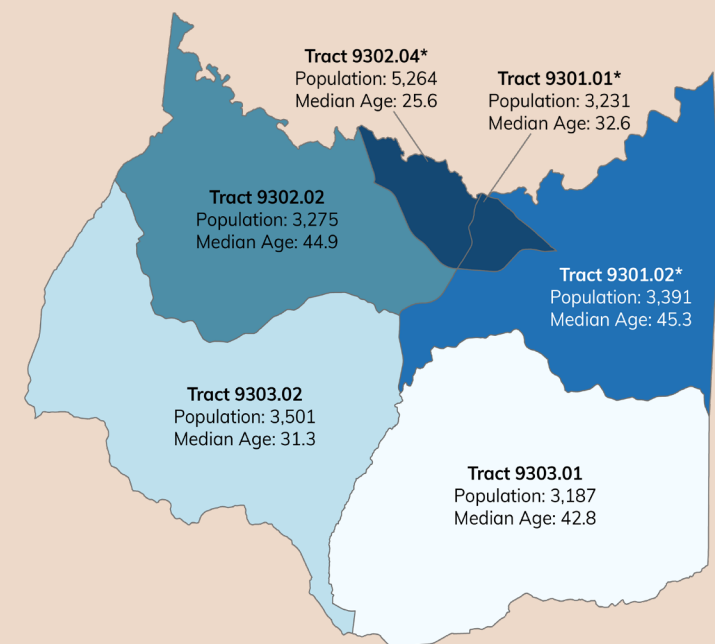 Tract 9302.04*
Population: 5,264
Median Age: 25.6
Tract 9301.01*
Population: 3,231
Median Age: 32.6
Tract 9302.02
Population: 3,275
Median Age: 44.9
Tract 9301.02*
Population: 3,391
Median Age: 45.3
Tract 9303.02
Population: 3,501
Median Age: 31.3
Tract 9303.01
Population: 3,187
Median Age: 42.8